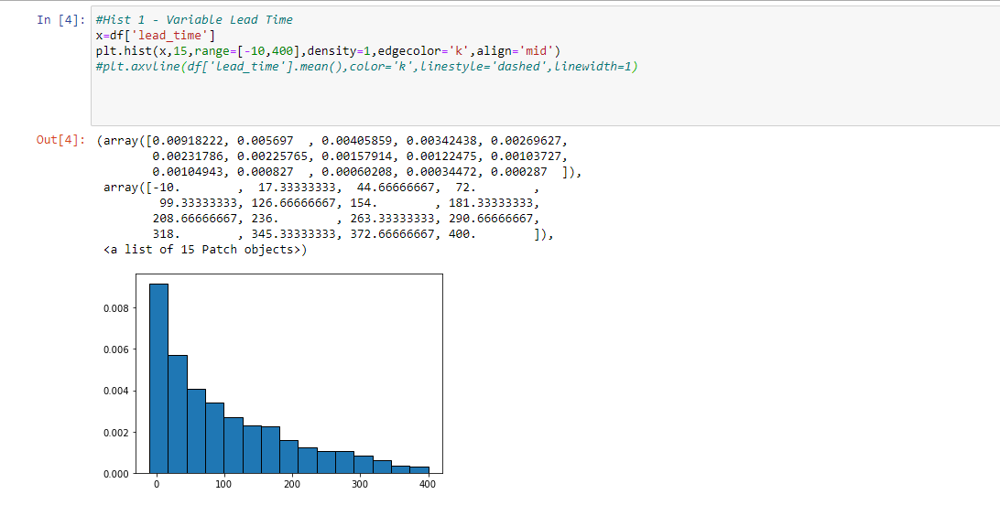 In [4]: #Hist 1 - Variable Lead Time
x=df['lead_time']
plt.hist(x,15,range=[-10,400],density=1,edgecolor='k',align='mid')
#plt.axvline(df['lead_time'].mean(),color='k',linestyle='dashed',linewidth=1)
Out[4]: (array([0.00918222, 0.005697  , 0.00405859, 0.00342438, 0.00269627,
0.00231786, 0.00225765, 0.00157914, 0.00122475, 0.00103727,
0.00104943, 0.000827  , 0.00060208, 0.00034472, 0.000287  ]),
array([-10.        ,  17.33333333,  44.66666667,  72.        ,
99.33333333, 126.66666667, 154.        , 181.33333333,
208.66666667, 236.        , 263.33333333, 290.66666667,
318.        , 345.33333333, 372.66666667, 400.        ]),
<a list of 15 Patch objects>)
0.008
0.006
0.004
0.002
0.000
0 100 200 300 400